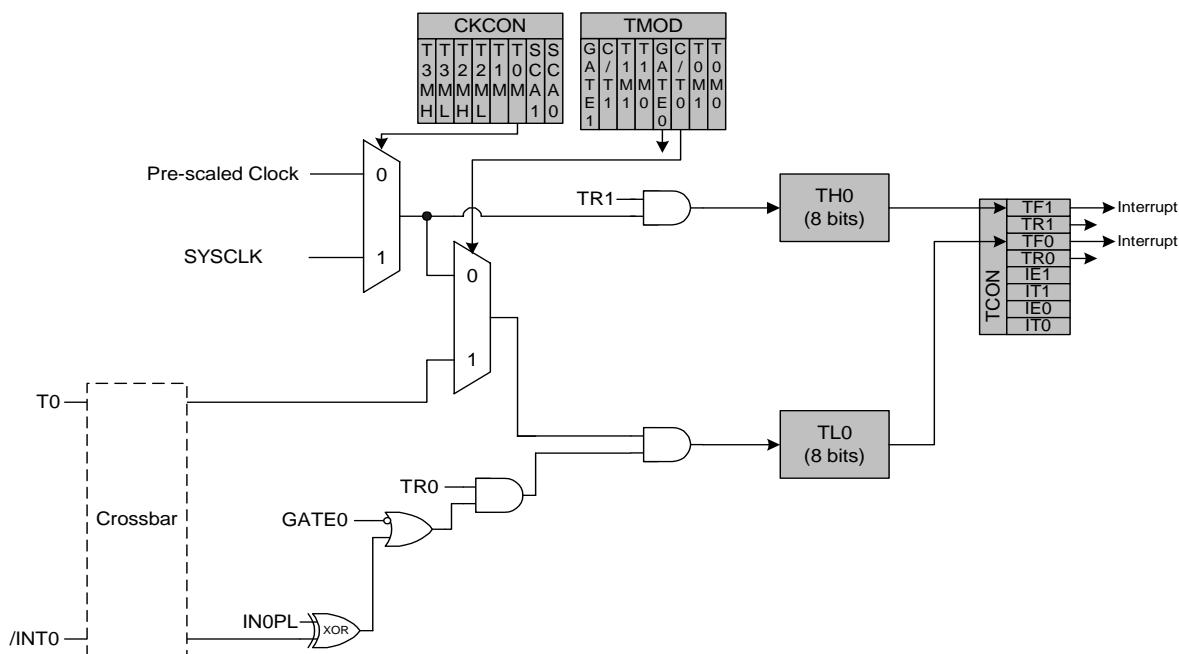 CKCON
T3MH
T3ML
T2MH
T2ML
T1M
T0M
SCA1
SCA0
TMOD
GATE1
C/T1
T1M1
T1M0
GATE0
C/T0
T0M1
T0M0
Pre-scaled Clock
0
SYSCLK
1
TR1
TH0
(8 bits)
TCON
TF1
TR1
TF0
TR0
IE1
IT1
IE0
IT0
Interrupt
Interrupt
0
1
T0
Crossbar
/INT0
TL0
(8 bits)
TR0
GATE0
IN0PL
XOR